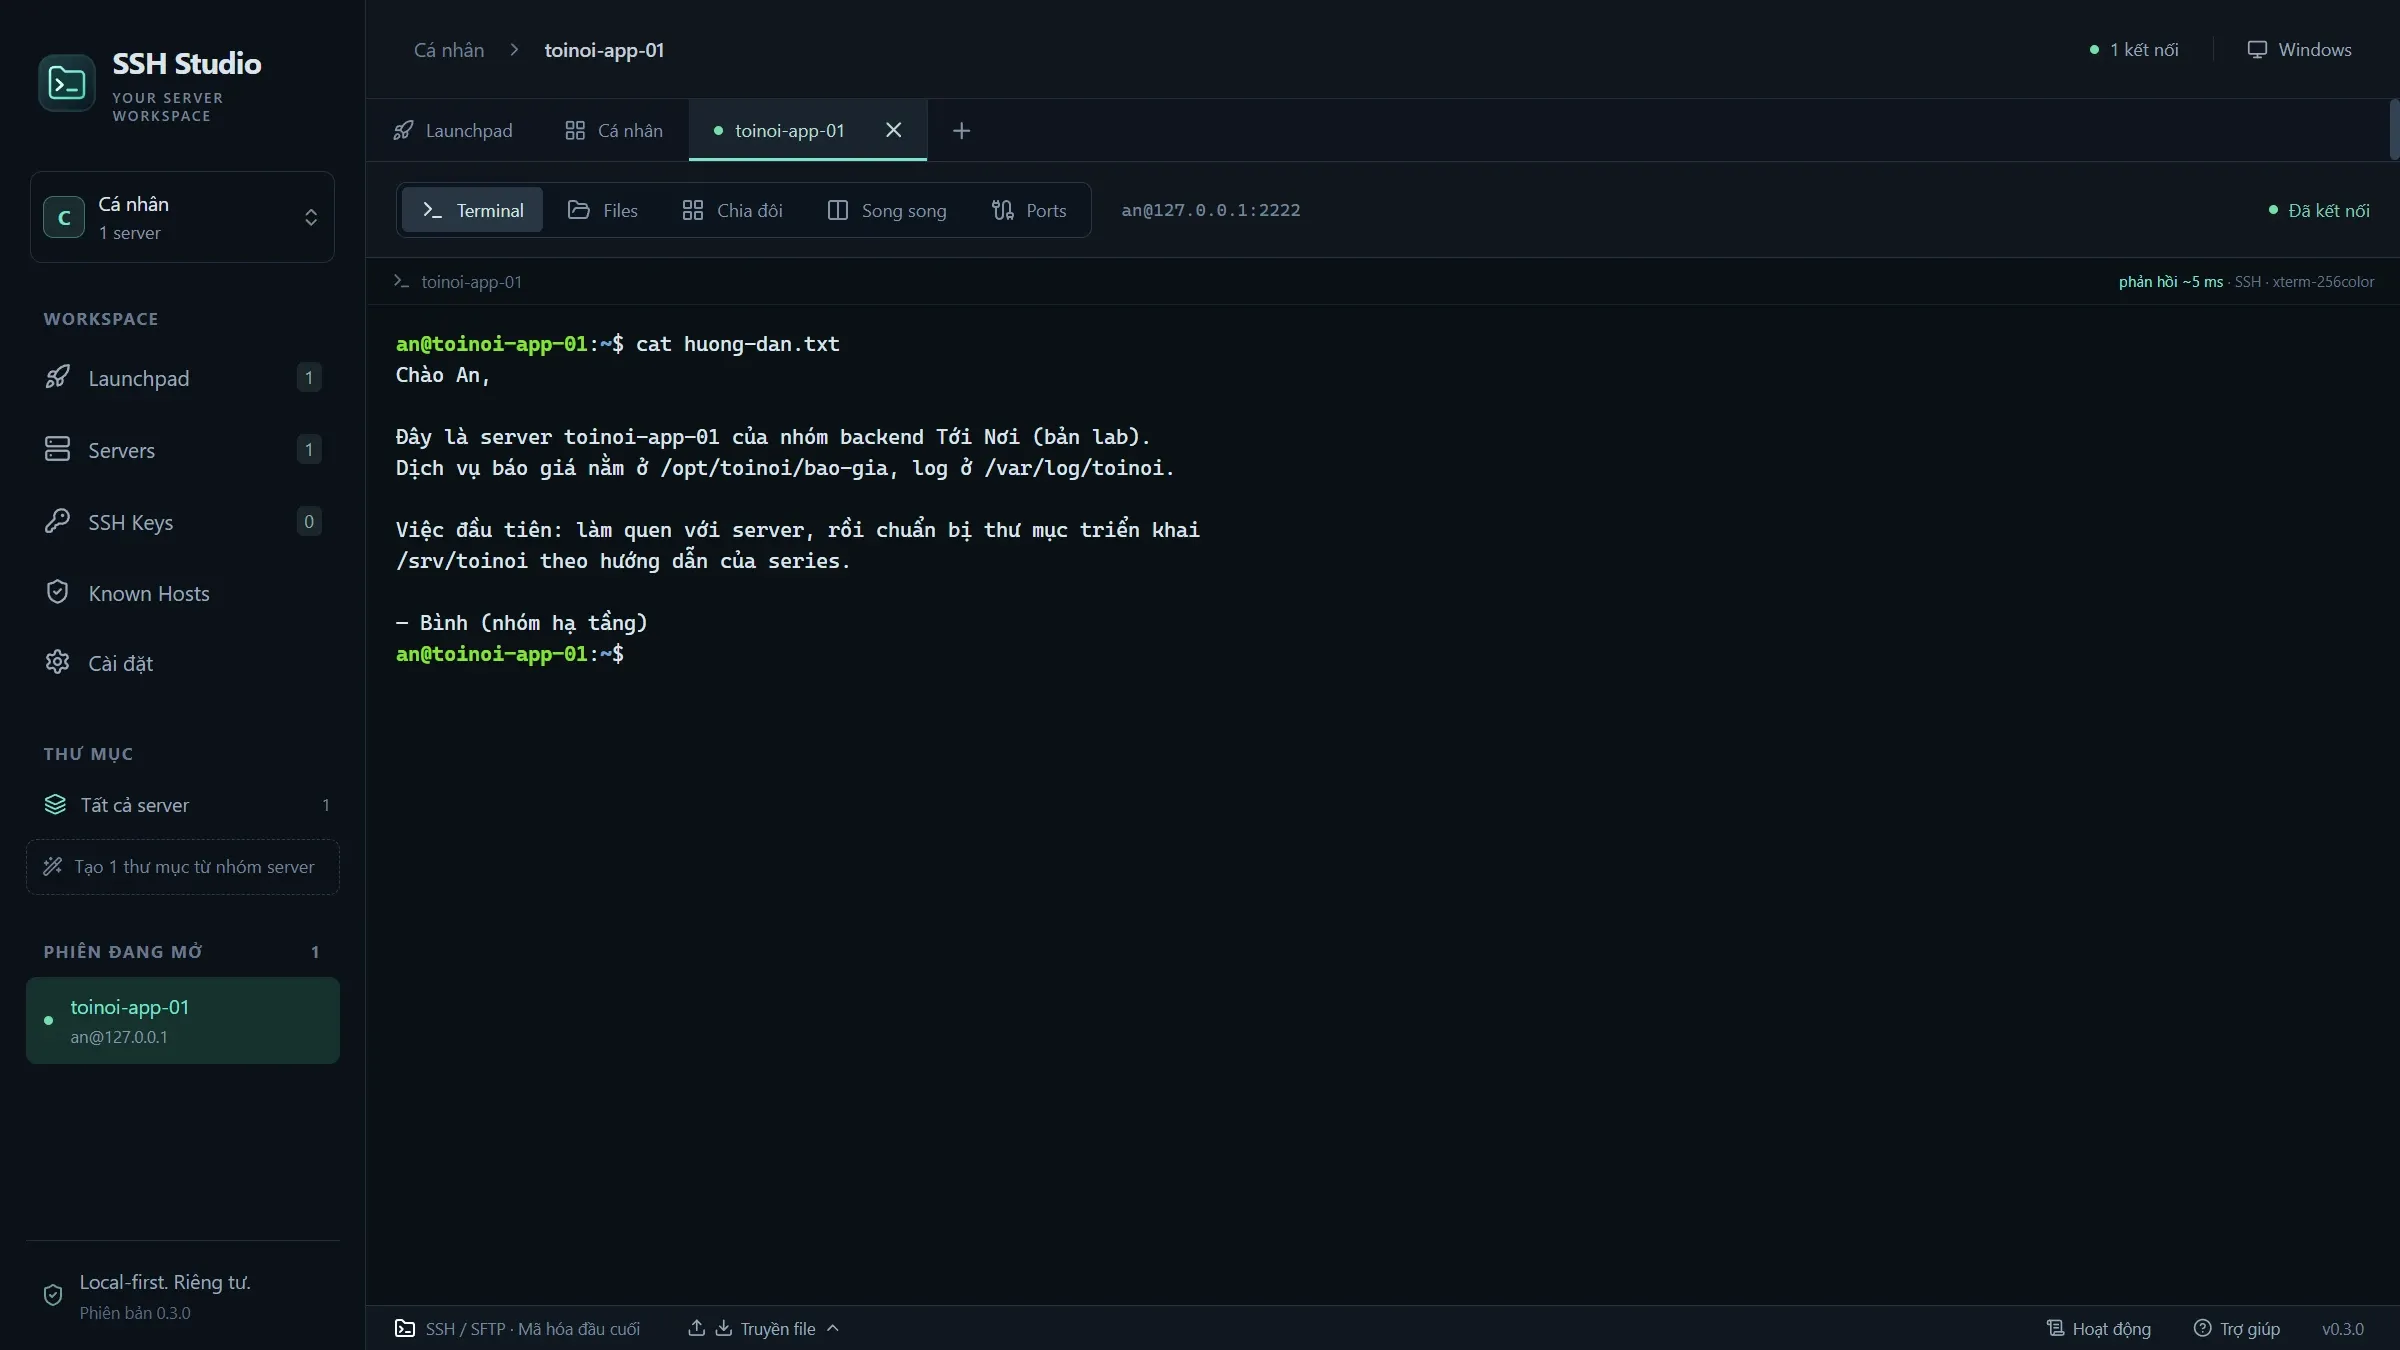 SSH Studio
YOUR SERVER
WORKSPACE
C
Cá nhân
1 server
WORKSPACE
Launchpad 1
Servers 1
SSH Keys 0
Known Hosts
Cài đặt
THƯ MỤC
Tất cả server 1
Tạo 1 thư mục từ nhóm server
PHIÊN ĐANG MỞ 1
toinoi-app-01
an@127.0.0.1
Local-first. Riêng tư.
Phiên bản 0.3.0
Cá nhân > toinoi-app-01
1 kết nối
Windows
Launchpad
Cá nhân
toinoi-app-01
Terminal
Files
Chia đôi
Song song
Ports
an@127.0.0.1:2222
Đã kết nối
toinoi-app-01
phản hồi ~5 ms · SSH · xterm-256color
an@toinoi-app-01:~$ cat huong-dan.txt
Chào An,
Đây là server toinoi-app-01 của nhóm backend Tới Nơi (bản lab).
Dịch vụ báo giá nằm ở /opt/toinoi/bao-gia, log ở /var/log/toinoi.
Việc đầu tiên: làm quen với server, rồi chuẩn bị thư mục triển khai
/srv/toinoi theo hướng dẫn của series.
— Bình (nhóm hạ tầng)
an@toinoi-app-01:~$
SSH / SFTP · Mã hóa đầu cuối
Truyền file
Hoạt động
Trợ giúp
v0.3.0